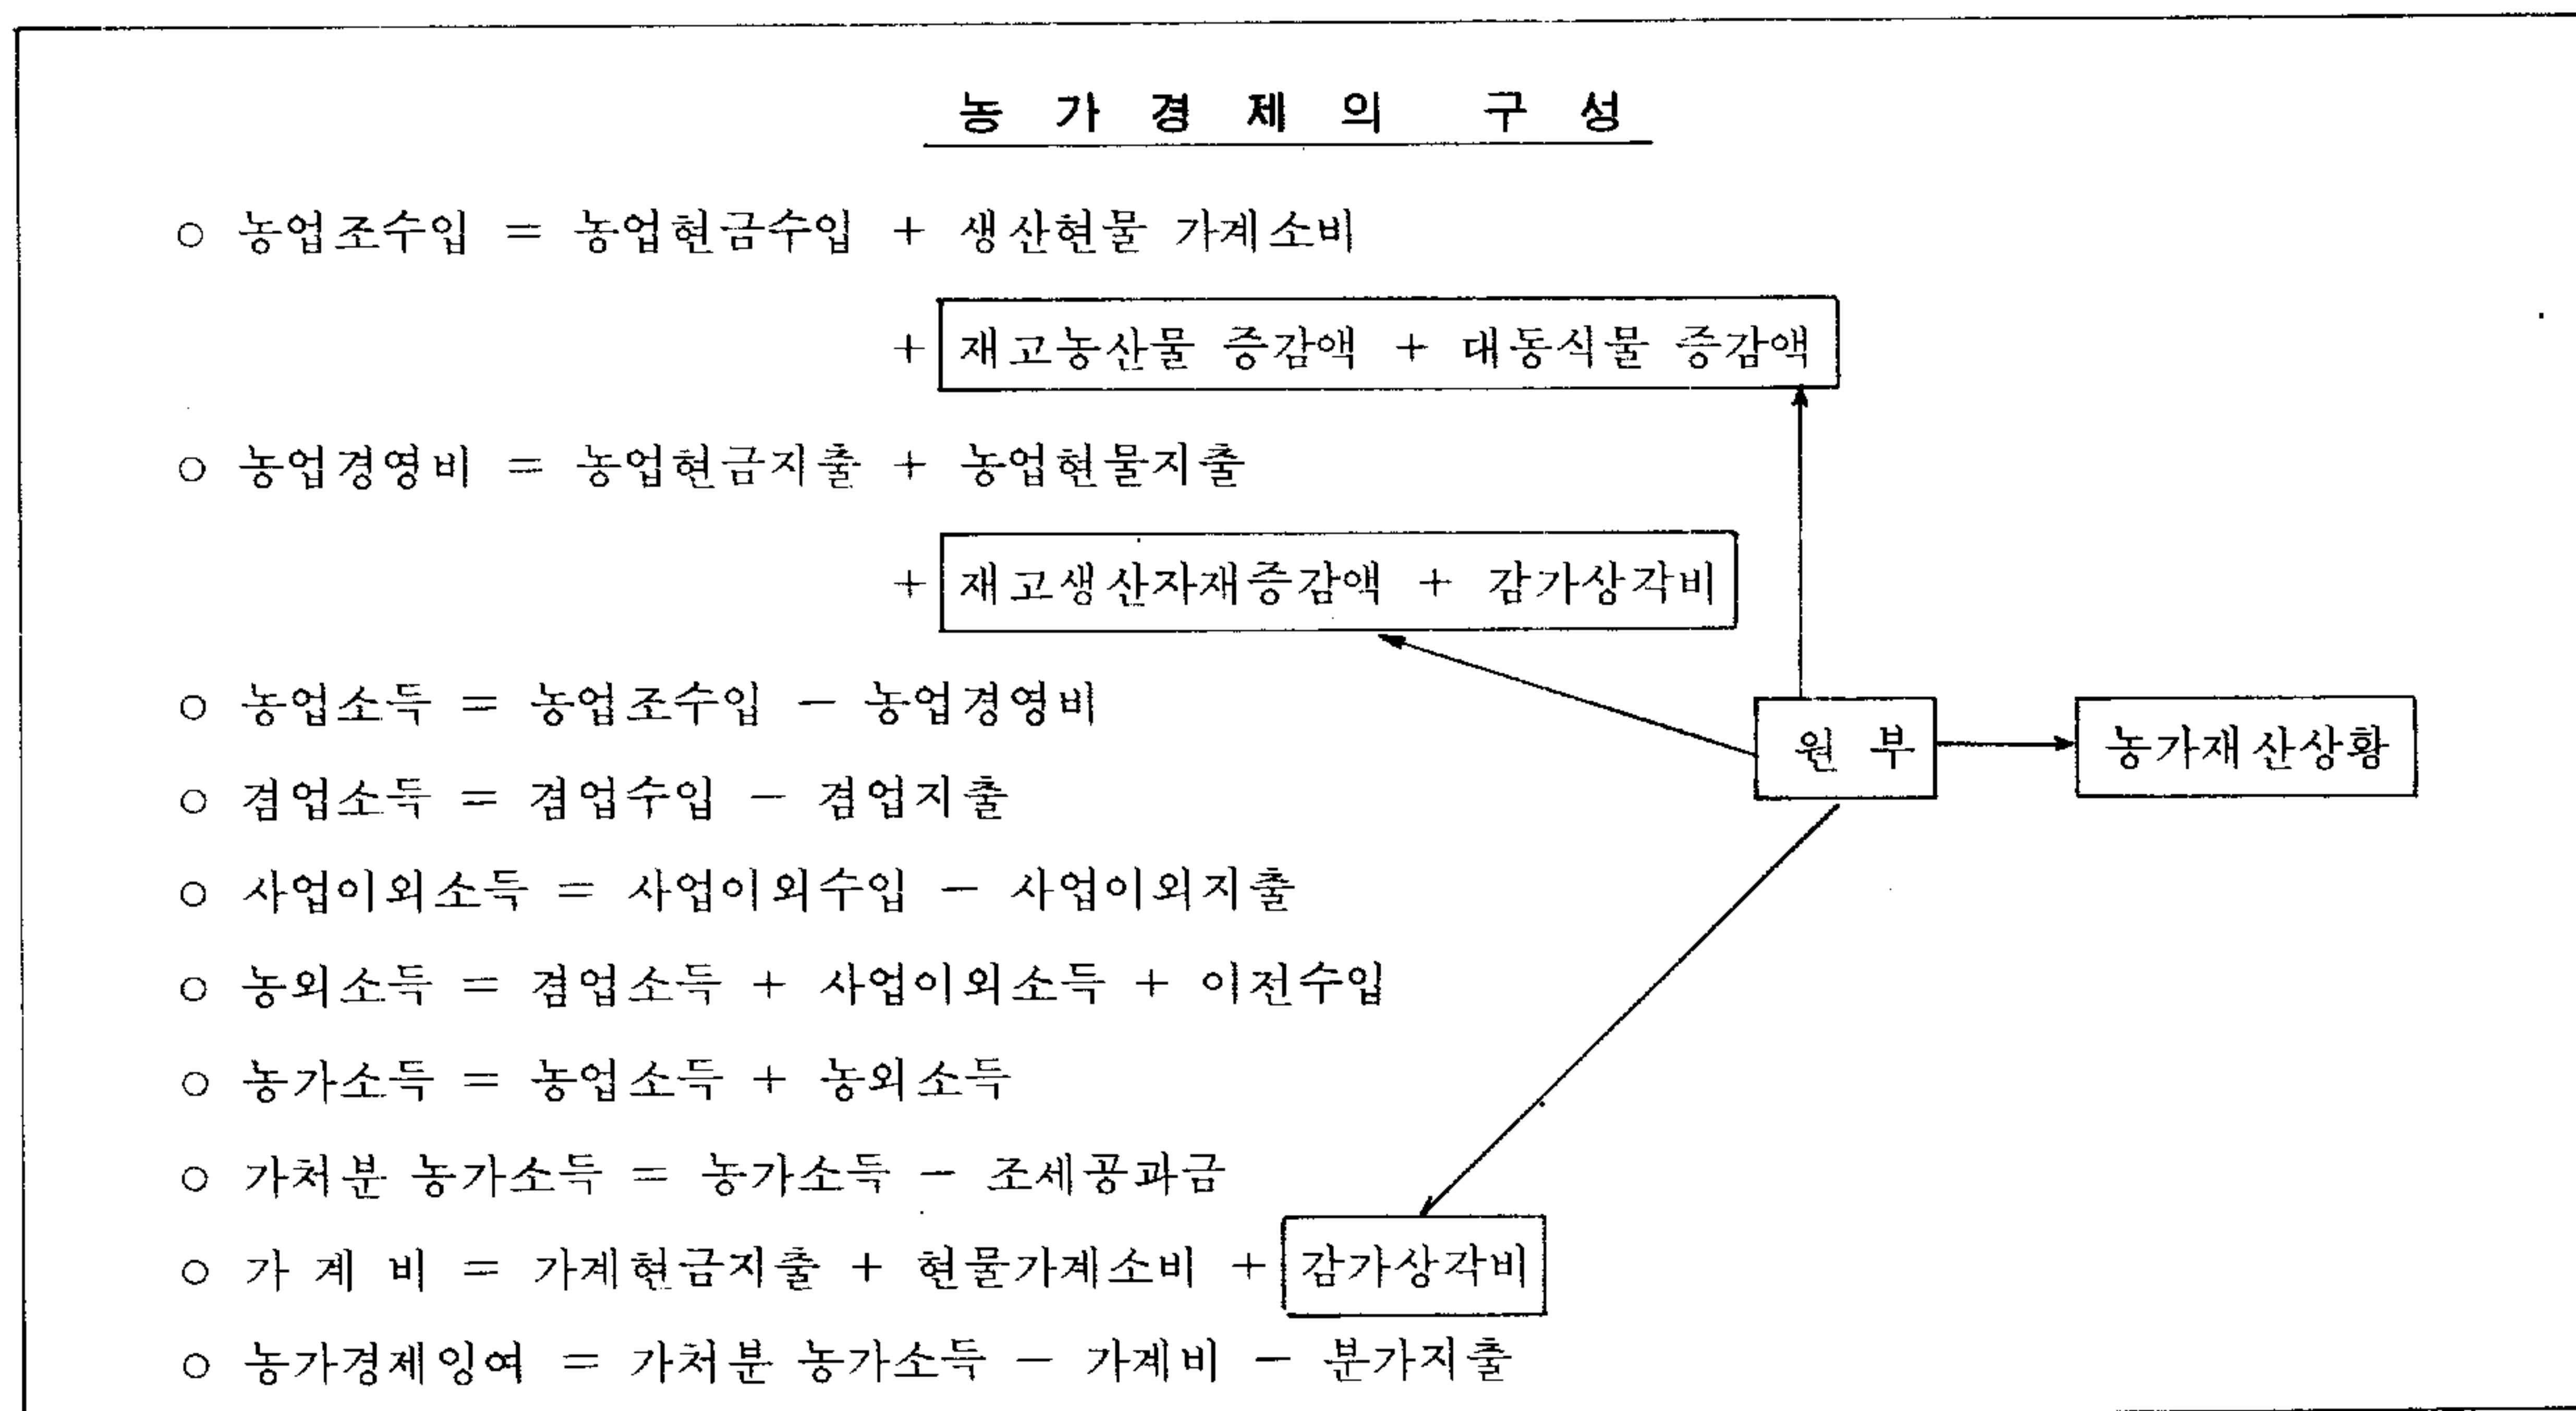 농 가 경 제 의 구 성
○ 농업조수입 = 농업현금수입 + 생산현물 가계소비
+ 재고농산물 증감액 + 대동식물 증감액
○ 농업경영비 = 농업현금지출 + 농업현물지출
+ 재고생산자재증감액 + 감가상각비
○ 농업소득 = 농업조수입 - 농업경영비
원 부
농가재산상황
○ 겸업소득 = 겸업수입 - 겸업지출
○ 사업이외소득 = 사업이외수입 - 사업이외지출
○ 농외소득 = 겸업소득 + 사업이외소득 + 이전수입
○ 농가소득 = 농업소득 + 농외소득
○ 가처분 농가소득 = 농가소득 - 조세공과금
○ 가 계 비 = 가계현금지출 + 현물가계소비 + 감가상각비
○ 농가경제잉여 = 가처분 농가소득 - 가계비 - 분가지출